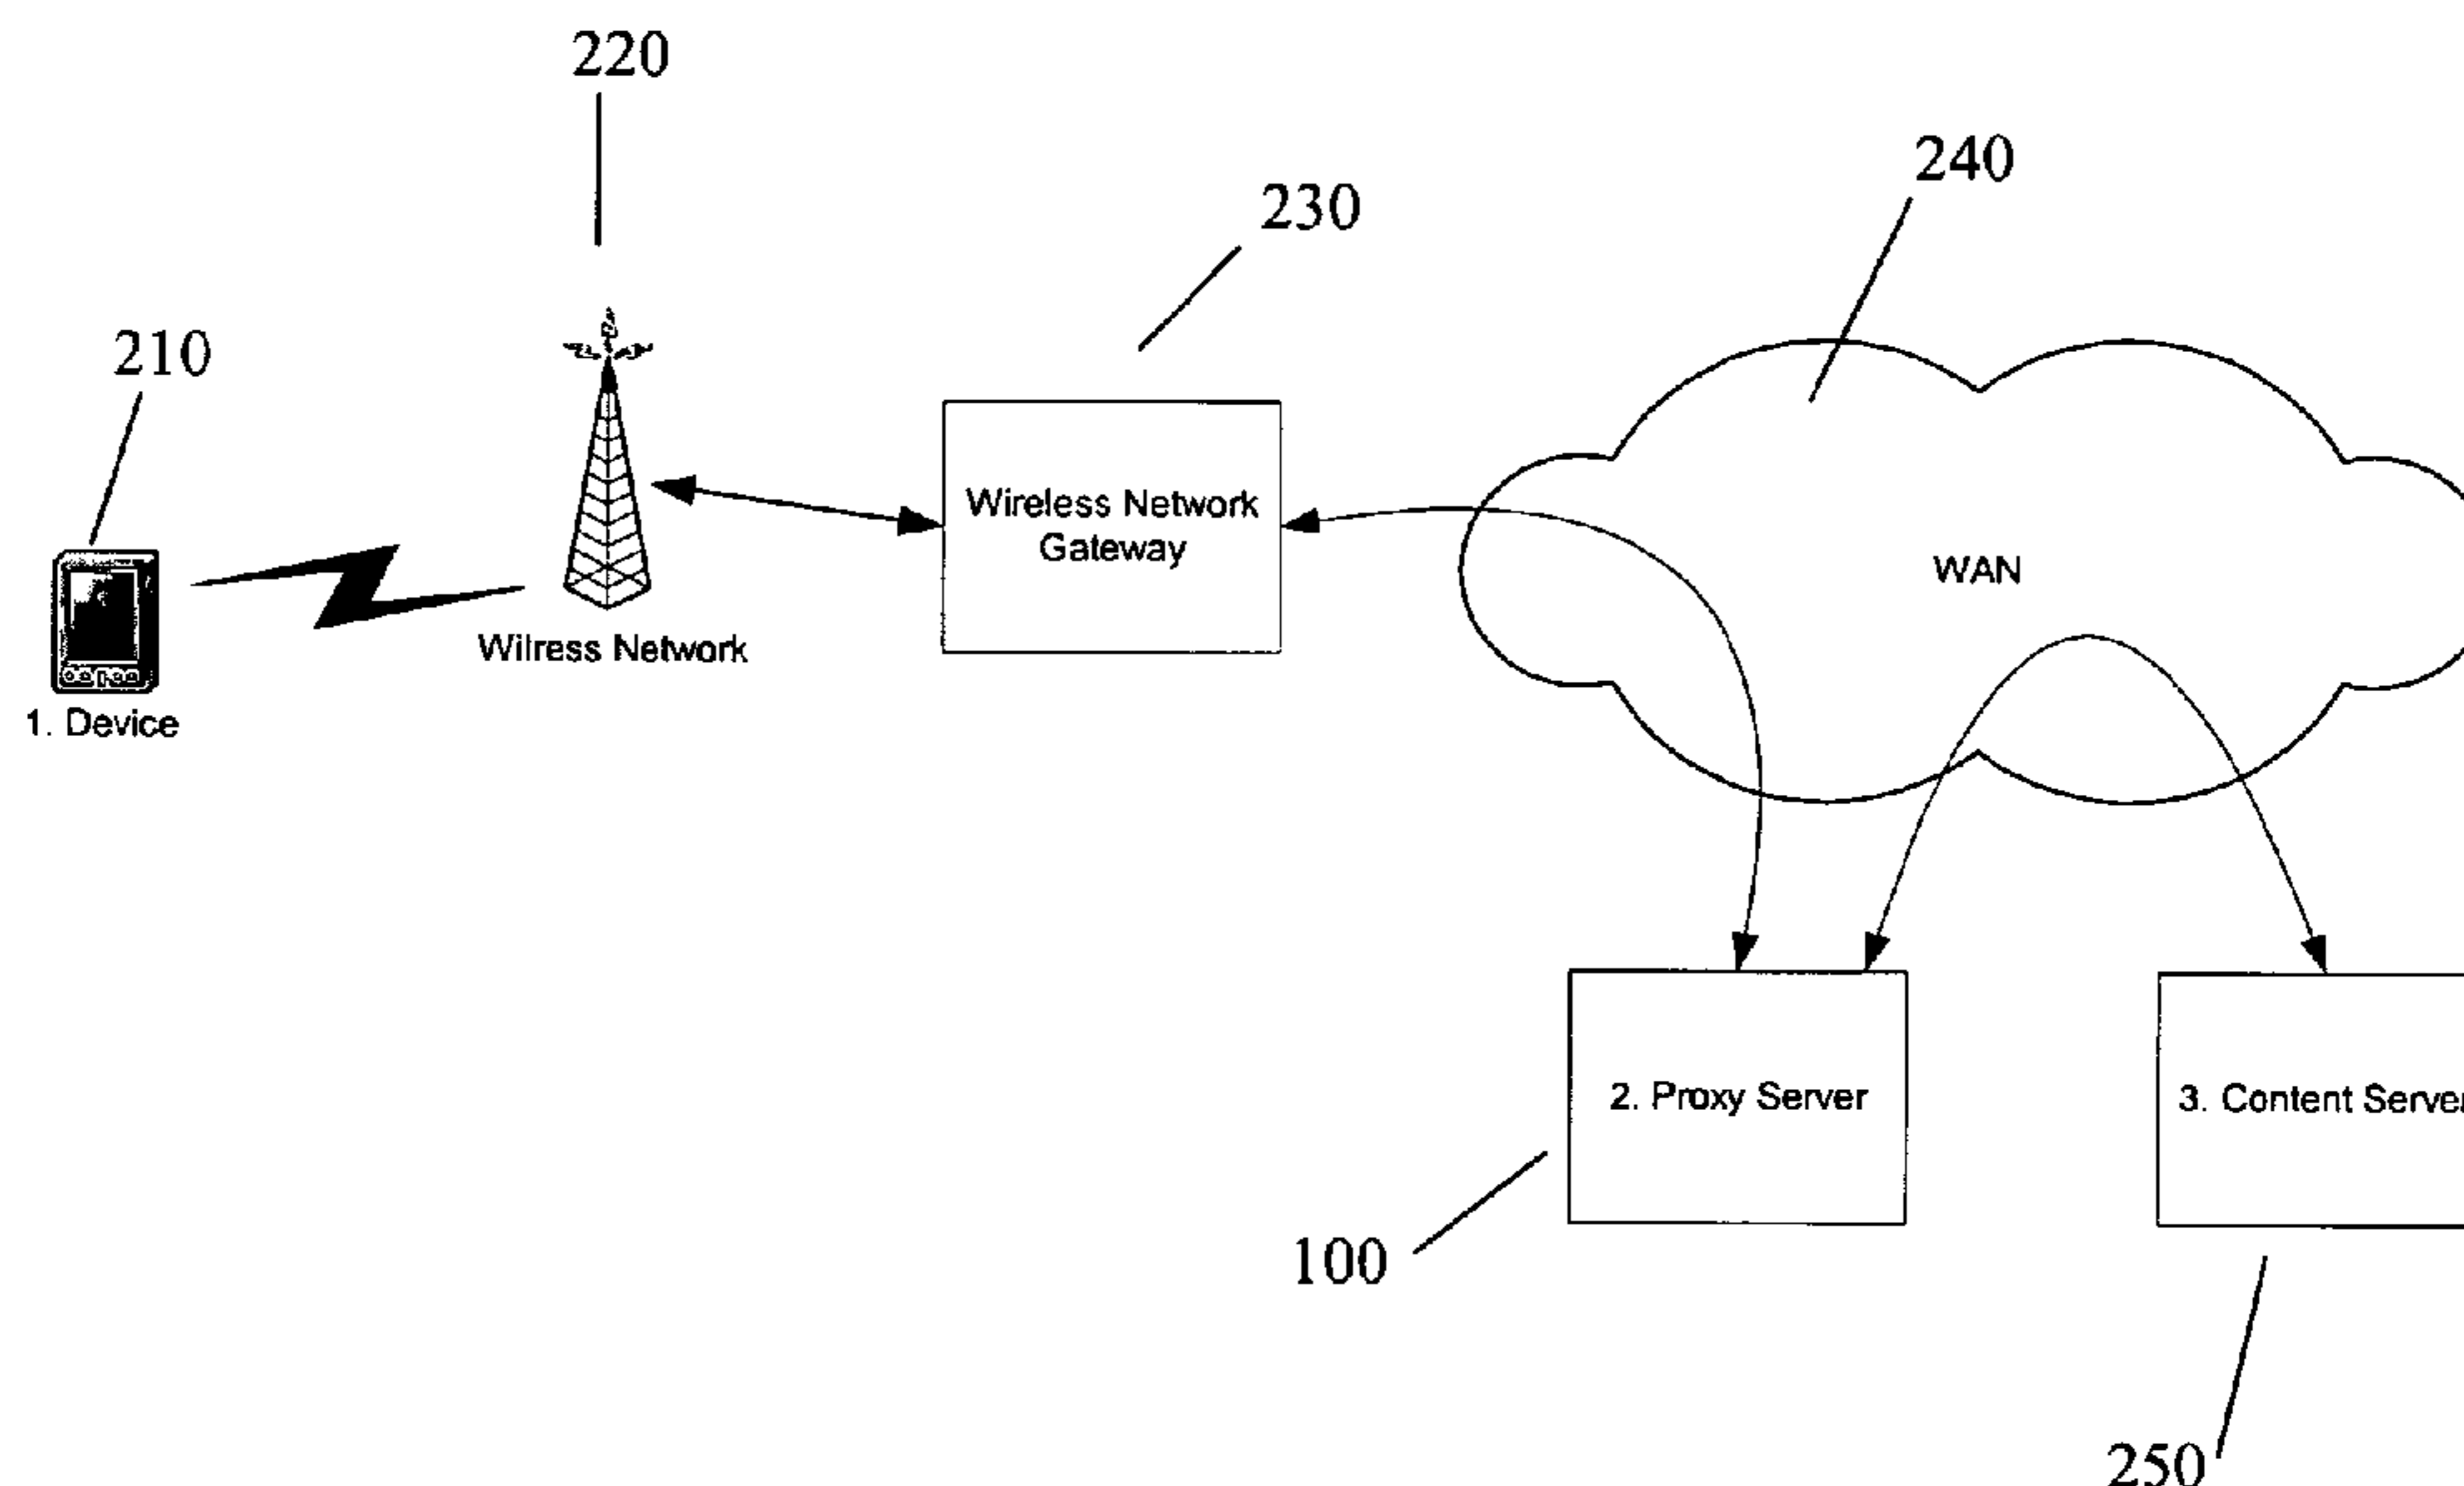 220
240
230
210
Wireless Network
Gateway
WAN
Wilress Network
1. Device
2. Proxy Server
3. Content Server
100
250